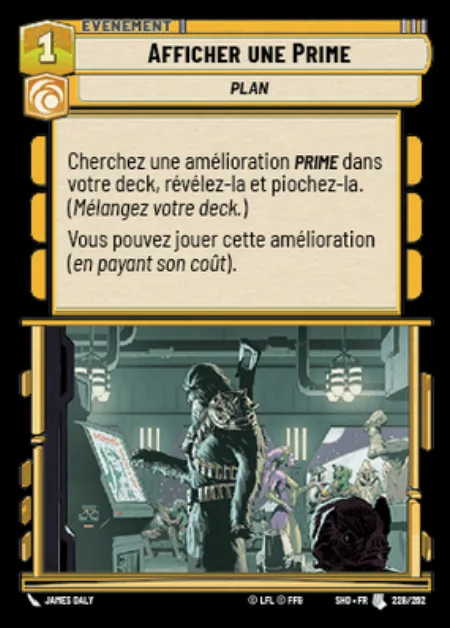 ÉVÉNEMENT
1
AFFICHER UNE PRIME
PLAN
Cherchez une amélioration PRIME dans
votre deck, révélez-la et piochez-la.
(Mélangez votre deck.)
Vous pouvez jouer cette amélioration
(en payant son coût).
JAMES DALY
© LFL © FFG
SHD • FR
228/262